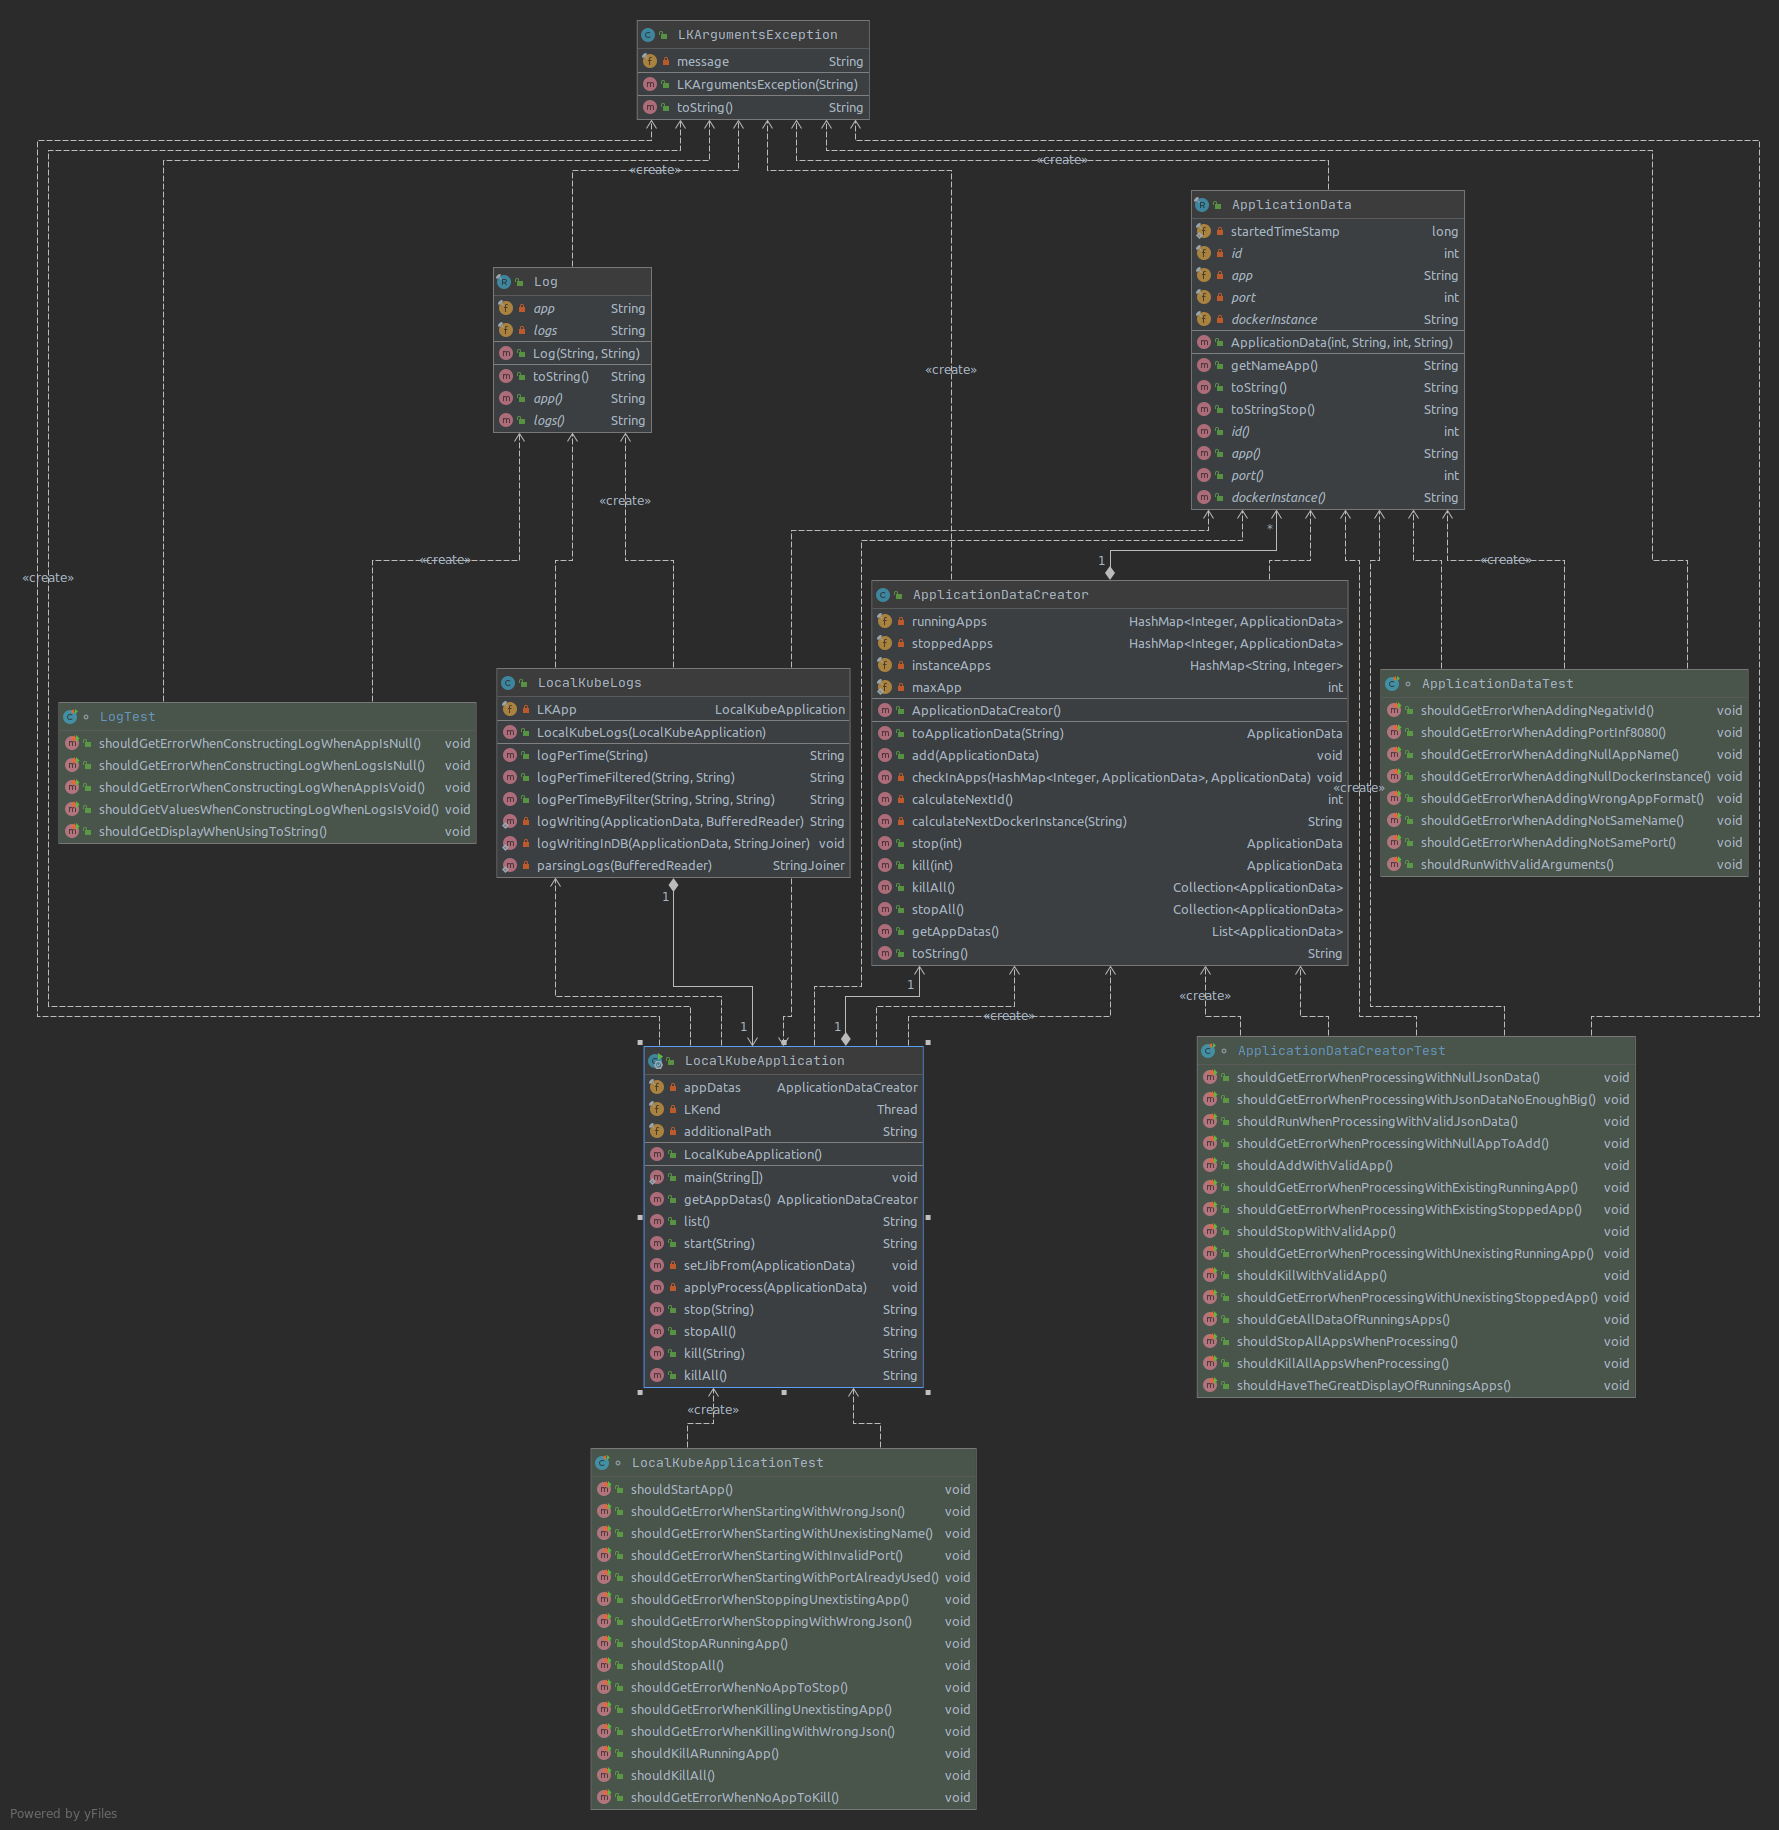 LKArgumentsException
message String
LKArgumentsException(String)
toString() String
«create»
«create»
ApplicationData
startedTimeStamp long
id int
app String
port int
dockerInstance String
ApplicationData(int, String, int, String)
getNameApp() String
toString() String
toStringStop() String
id() int
app() String
port() int
dockerInstance() String
Log
app String
logs String
Log(String, String)
toString() String
app() String
logs() String
«create»
«create»
*
«create»
«create»
1
«create»
ApplicationDataCreator
runningApps HashMap<Integer, ApplicationData>
stoppedApps HashMap<Integer, ApplicationData>
instanceApps HashMap<String, Integer>
maxApp int
ApplicationDataCreator()
toApplicationData(String) ApplicationData
add(ApplicationData) void
checkInApps(HashMap<Integer, ApplicationData>, ApplicationData) void
calculateNextId() int
calculateNextDockerInstance(String) String
stop(int) ApplicationData
kill(int) ApplicationData
killAll() Collection<ApplicationData>
stopAll() Collection<ApplicationData>
getAppDatas() List<ApplicationData>
toString() String
LocalKubeLogs
LKApp LocalKubeApplication
LocalKubeLogs(LocalKubeApplication)
logPerTime(String) String
logPerTimeFiltered(String, String) String
logPerTimeByFilter(String, String, String) String
logWriting(ApplicationData, BufferedReader) String
logWritingInDB(ApplicationData, StringJoiner) void
parsingLogs(BufferedReader) StringJoiner
ApplicationDataTest
shouldGetErrorWhenAddingNegativId() void
shouldGetErrorWhenAddingPortInf8080() void
shouldGetErrorWhenAddingNullAppName() void
shouldGetErrorWhenAddingNullDockerInstance() void
shouldGetErrorWhenAddingWrongAppFormat() void
shouldGetErrorWhenAddingNotSameName() void
shouldGetErrorWhenAddingNotSamePort() void
shouldRunWithValidArguments() void
LogTest
shouldGetErrorWhenConstructingLogWhenAppIsNull() void
shouldGetErrorWhenConstructingLogWhenLogsIsNull() void
shouldGetErrorWhenConstructingLogWhenAppIsVoid() void
shouldGetValuesWhenConstructingLogWhenLogsIsVoid() void
shouldGetDisplayWhenUsingToString() void
«create»
1
1
«create»
«create»
1
1
LocalKubeApplication
appDatas ApplicationDataCreator
LKend Thread
additionalPath String
LocalKubeApplication()
main(String[]) void
getAppDatas() ApplicationDataCreator
list() String
start(String) String
setJibFrom(ApplicationData) void
applyProcess(ApplicationData) void
stop(String) String
stopAll() String
kill(String) String
killAll() String
ApplicationDataCreatorTest
shouldGetErrorWhenProcessingWithNullJsonData() void
shouldGetErrorWhenProcessingWithJsonDataNoEnoughBig() void
shouldRunWhenProcessingWithValidJsonData() void
shouldGetErrorWhenProcessingWithNullAppToAdd() void
shouldAddWithValidApp() void
shouldGetErrorWhenProcessingWithExistingRunningApp() void
shouldGetErrorWhenProcessingWithExistingStoppedApp() void
shouldStopWithValidApp() void
shouldGetErrorWhenProcessingWithUnexistingRunningApp() void
shouldKillWithValidApp() void
shouldGetErrorWhenProcessingWithUnexistingStoppedApp() void
shouldGetAllDataOfRunningsApps() void
shouldStopAllAppsWhenProcessing() void
shouldKillAllAppsWhenProcessing() void
shouldHaveTheGreatDisplayOfRunningsApps() void
«create»
LocalKubeApplicationTest
shouldStartApp() void
shouldGetErrorWhenStartingWithWrongJson() void
shouldGetErrorWhenStartingWithUnexistingName() void
shouldGetErrorWhenStartingWithInvalidPort() void
shouldGetErrorWhenStartingWithPortAlreadyUsed() void
shouldGetErrorWhenStoppingUnextistingApp() void
shouldGetErrorWhenStoppingWithWrongJson() void
shouldStopARunningApp() void
shouldStopAll() void
shouldGetErrorWhenNoAppToStop() void
shouldGetErrorWhenKillingUnextistingApp() void
shouldGetErrorWhenKillingWithWrongJson() void
shouldKillARunningApp() void
shouldKillAll() void
shouldGetErrorWhenNoAppToKill() void
Powered by yFiles